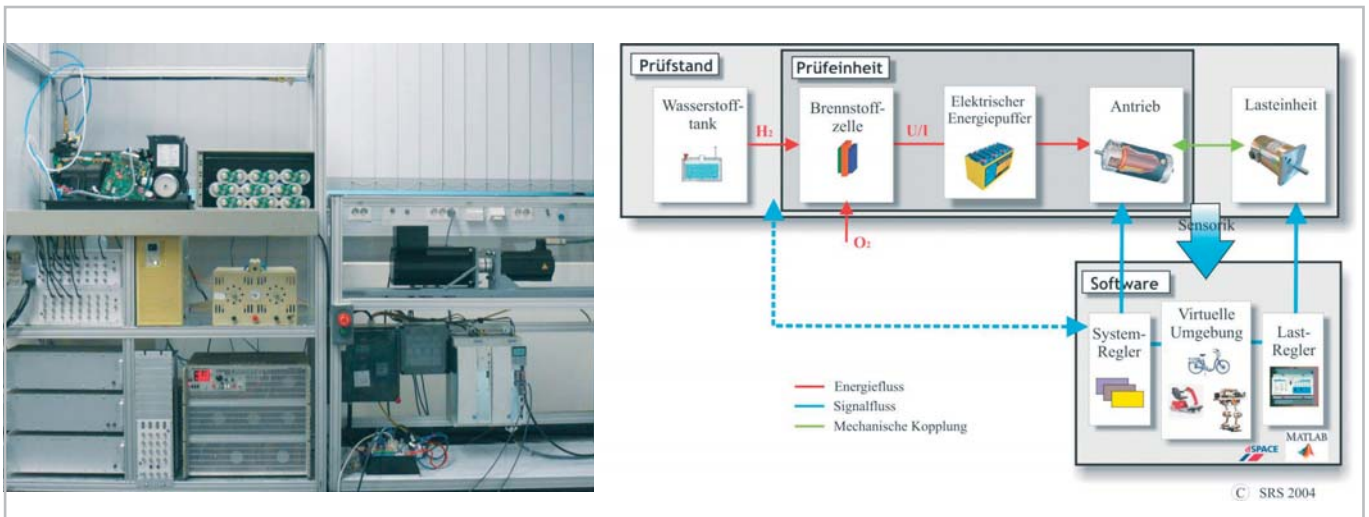 Prüfstand
Prüfeinheit
Wasserstoff-
tank
H₂
Brennstoff-
zelle
U/I
Elektrischer
Energiepuffer
Antrieb
Lasteinheit
O₂
Sensorik
Software
System-
Regler
Virtuelle
Umgebung
Last-
Regler
Energiefluss
Signalfluss
Mechanische Kopplung
dSPACE
MATLAB
© SRS 2004